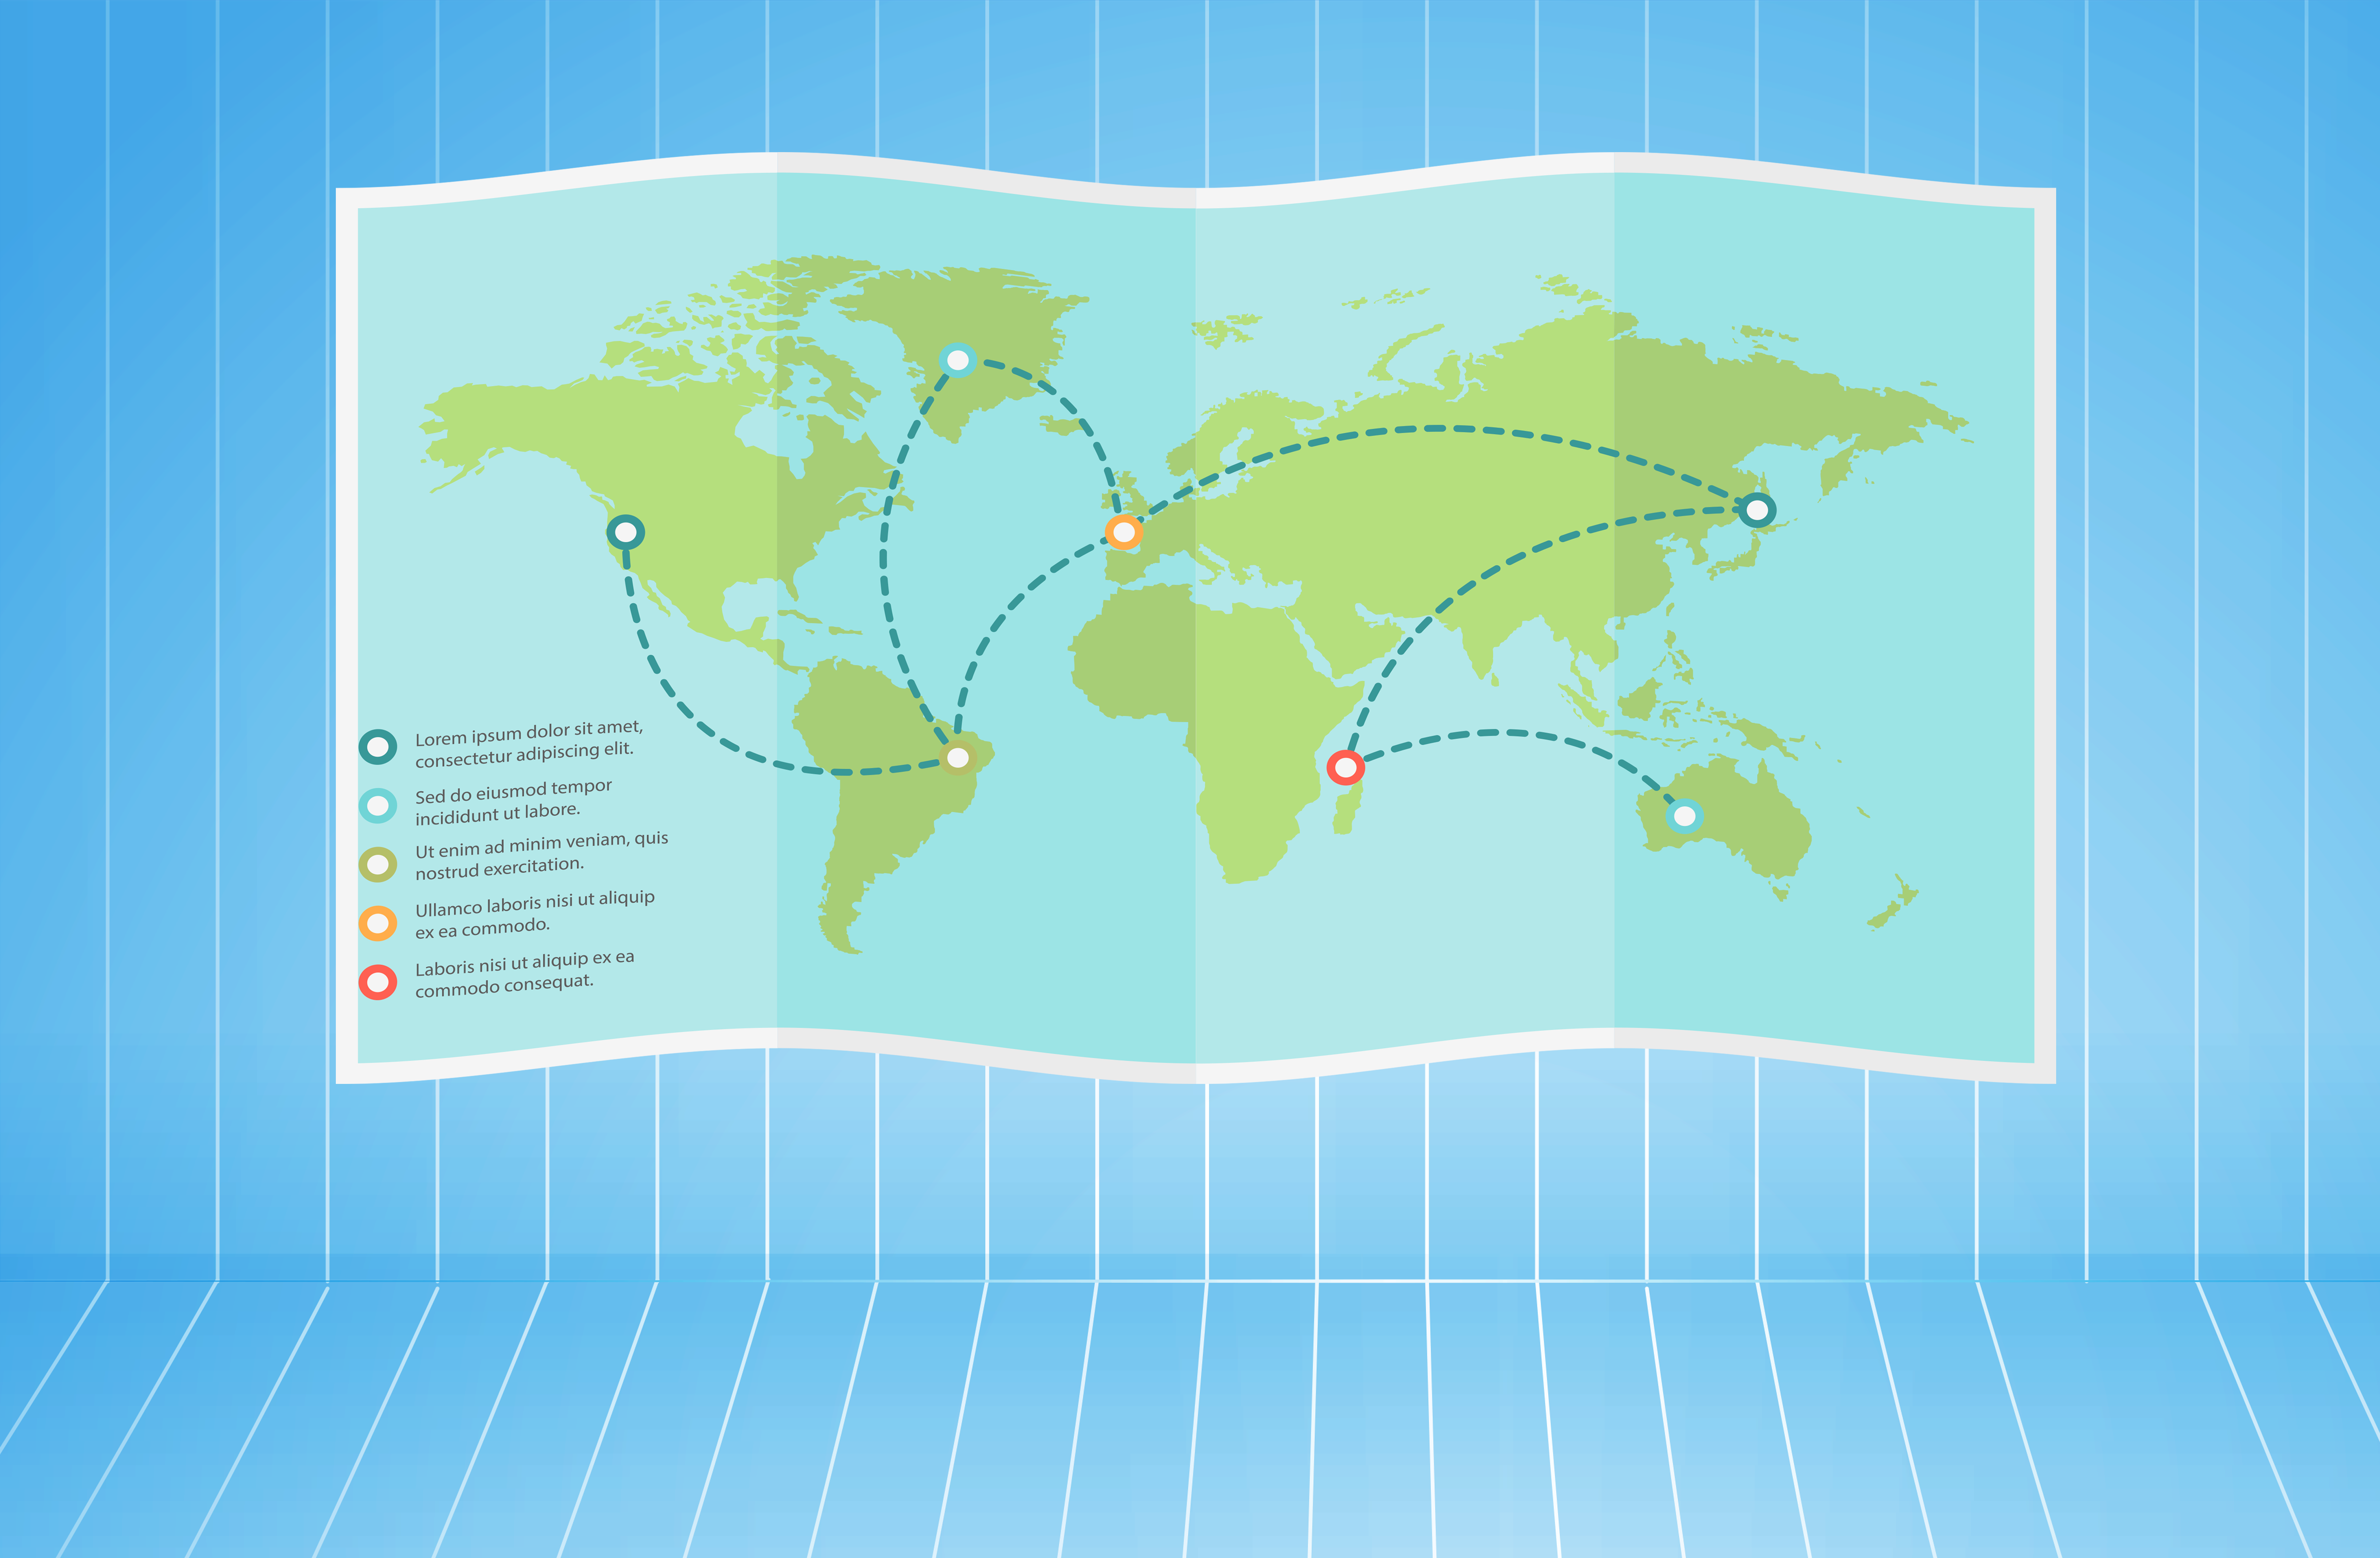 Lorem ipsum dolor sit amet,
consectetur adipiscing elit.
Sed do eiusmod tempor
incididunt ut labore.
Ut enim ad minim veniam, quis
nostrud exercitation.
Ullamco laboris nisi ut aliquip
ex ea commodo.
Laboris nisi ut aliquip ex ea
commodo consequat.